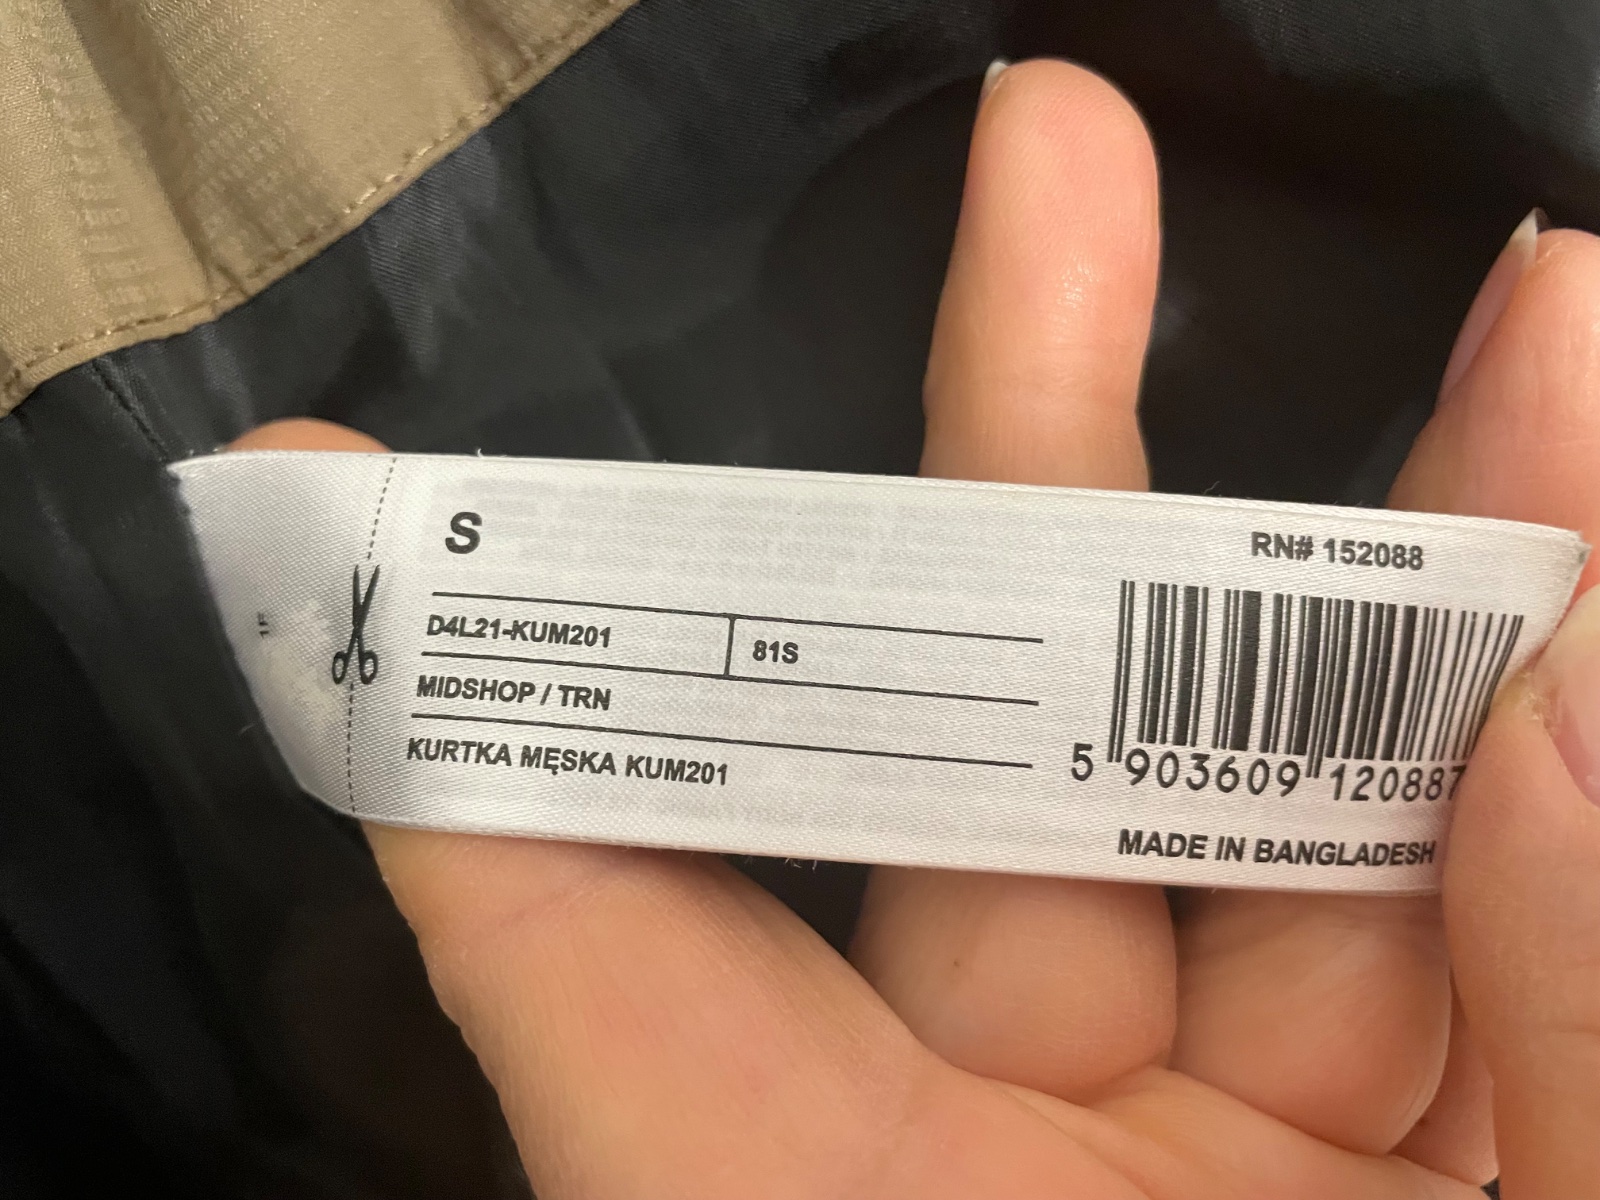 S
RN# 152088
D4L21-KUM201 81S
MIDSHOP / TRN
KURTKA MĘSKA KUM201
5 903609 120887
MADE IN BANGLADESH